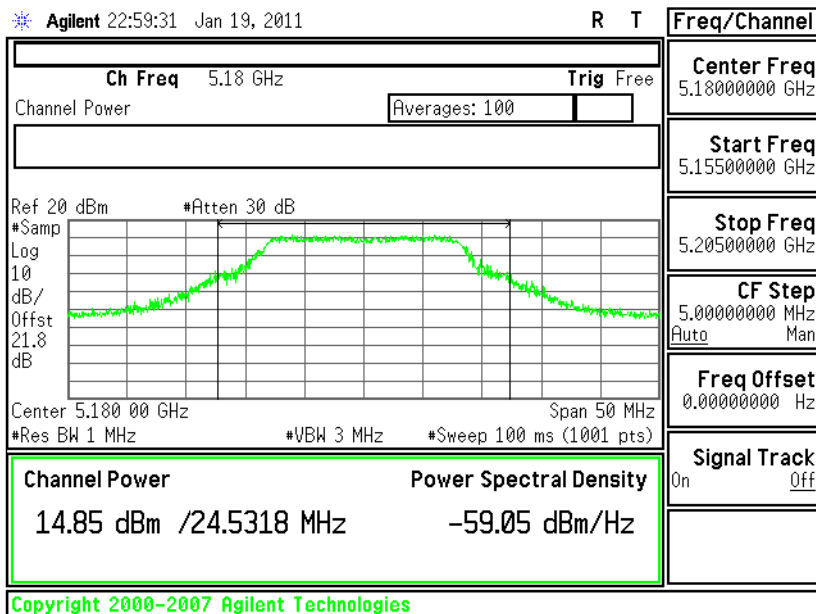 Agilent 22:59:31 Jan 19, 2011 R T
Freq/Channel
Ch Freq 5.18 GHz Trig Free
Channel Power Averages: 100
Ref 20 dBm #Atten 30 dB
#Samp
Log
10
dB/
Offst
21.8
dB
Center 5.180 00 GHz Span 50 MHz
#Res BW 1 MHz #VBW 3 MHz #Sweep 100 ms (1001 pts)
Channel Power Power Spectral Density
14.85 dBm /24.5318 MHz -59.05 dBm/Hz
Center Freq
5.18000000 GHz
Start Freq
5.15500000 GHz
Stop Freq
5.20500000 GHz
CF Step
5.00000000 MHz
Auto Man
Freq Offset
0.00000000 Hz
Signal Track
On Off
Copyright 2000-2007 Agilent Technologies